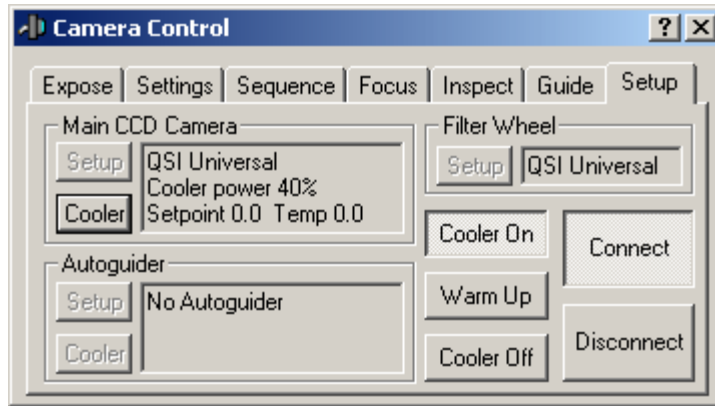 Camera Control
? X
Expose Settings Sequence Focus Inspect Guide Setup
Main CCD Camera
Setup
QSI Universal
Cooler power 40%
Cooler
Setpoint 0.0 Temp 0.0
Filter Wheel
Setup
QSI Universal
Autoguider
Setup
No Autoguider
Cooler
Cooler On
Connect
Warm Up
Cooler Off
Disconnect